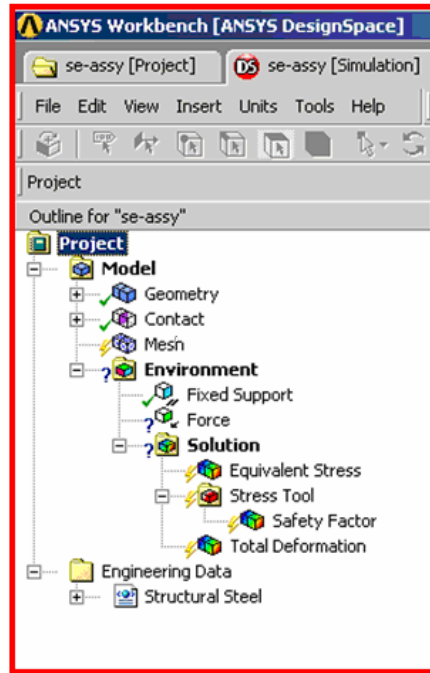 ANSYS Workbench [ANSYS DesignSpace]
se-assy [Project] DS se-assy [Simulation]
File Edit View Insert Units Tools Help
Project
Outline for "se-assy"
Project
Model
Geometry
Contact
Mesh
Environment
Fixed Support
? Force
? Solution
Equivalent Stress
Stress Tool
Safety Factor
Total Deformation
Engineering Data
Structural Steel